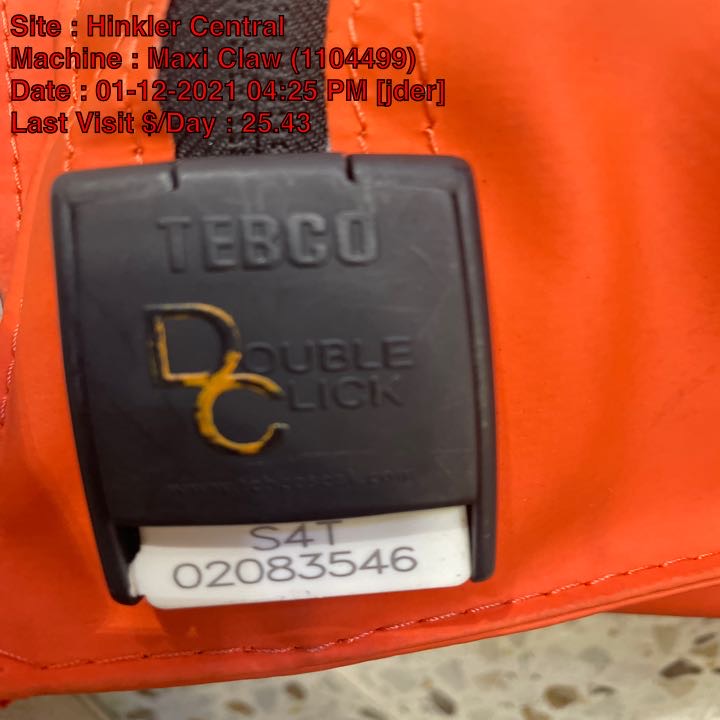 Site : Hinkler Central
Machine : Maxi Claw (1104499)
Date : 01-12-2021 04:25 PM [jder]
Last Visit $/Day : 25.43
TEBCO
DOUBLE
CLICK
S4T
02083546